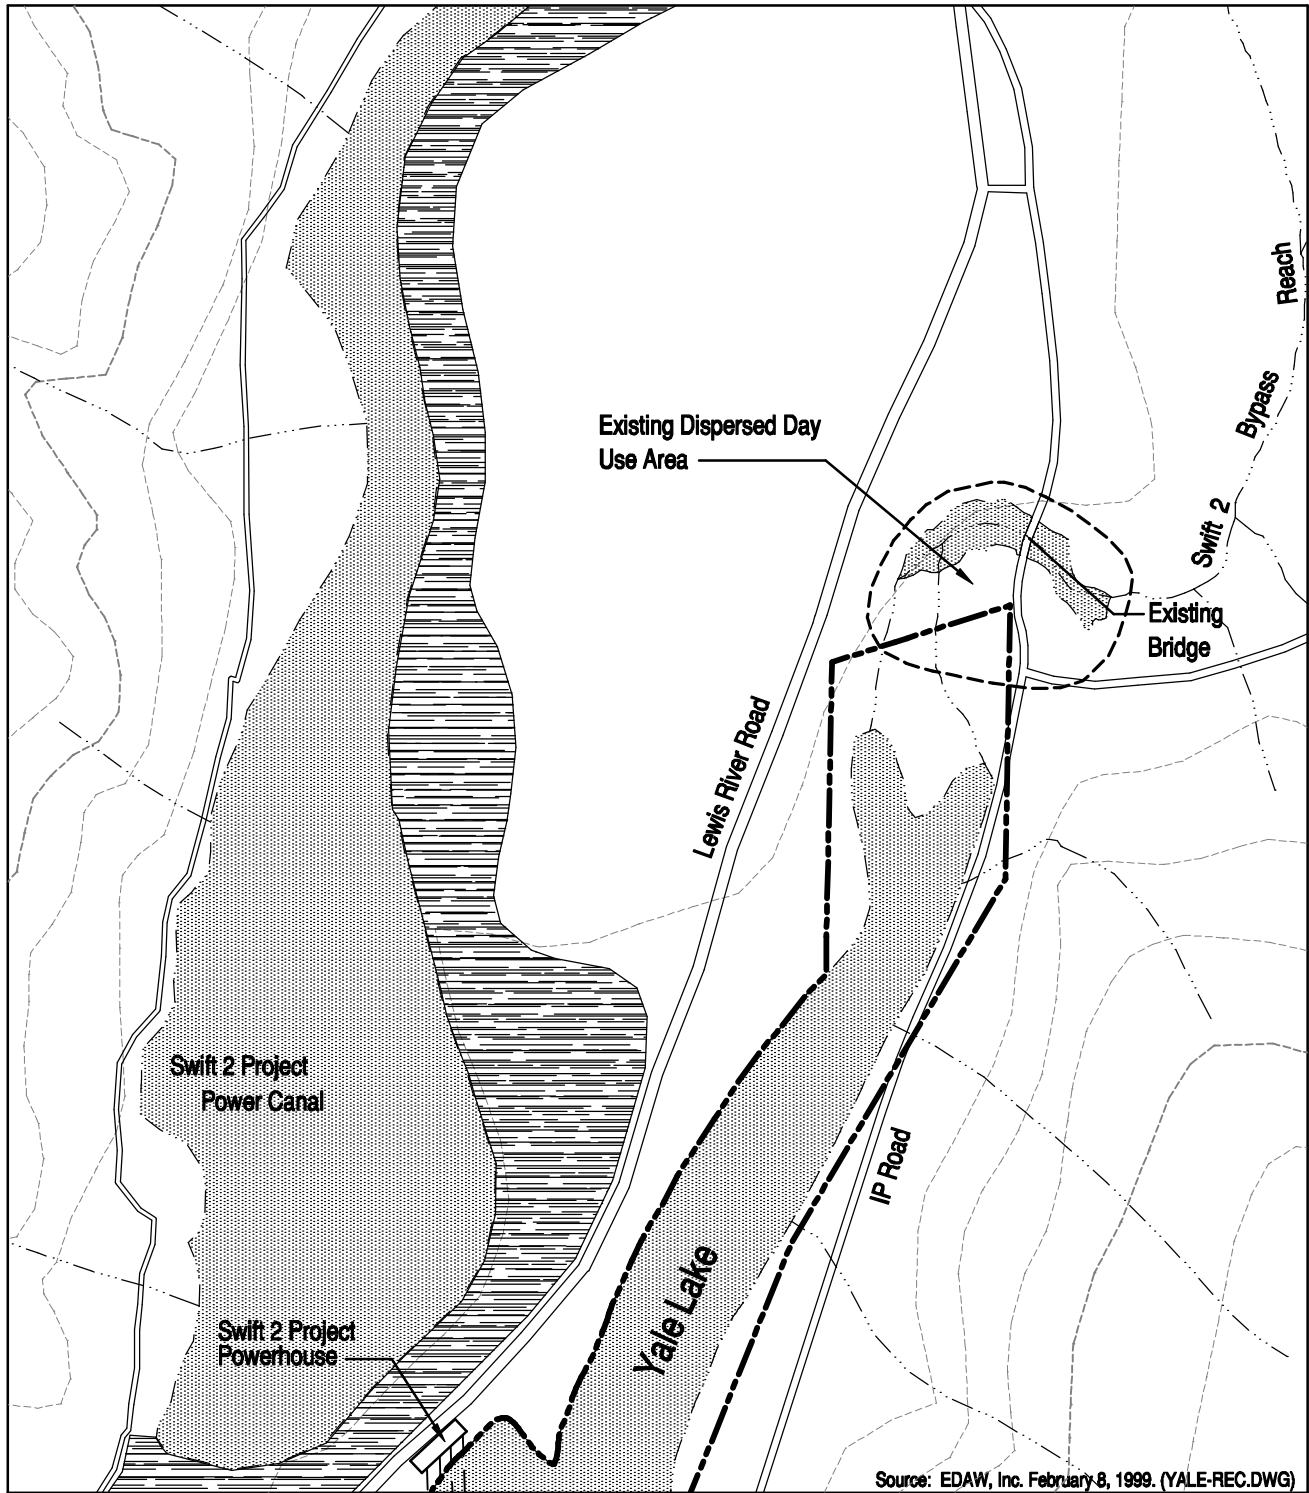 Reach
Bypass
Swift 2
Existing Dispersed Day
Use Area
Existing
Bridge
Lewis River Road
Swift 2 Project
Power Canal
IP Road
Yale Lake
Swift 2 Project
Powerhouse
Source: EDAW, Inc. February 8, 1999. (YALE-REC.DWG)